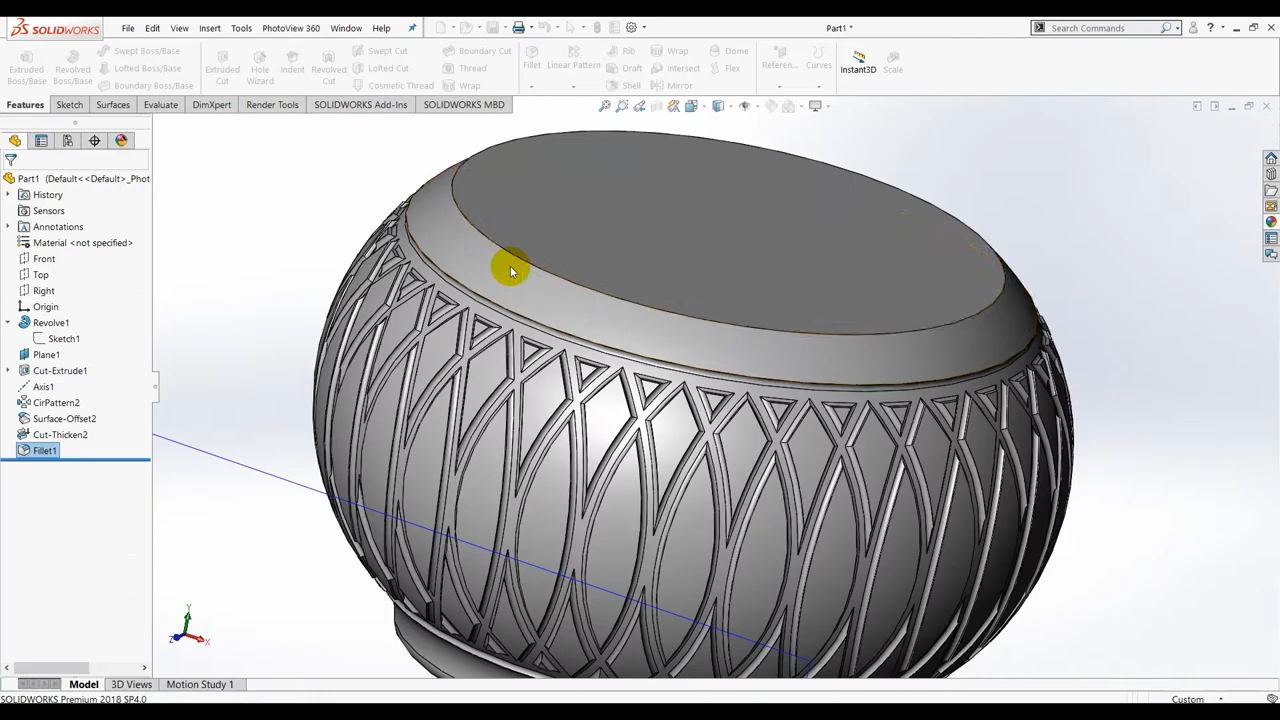 SOLIDWORKS File Edit View Insert Tools PhotoView 360 Window Help Part1 * Search Commands ?
Extruded Boss/Base Revolved Boss/Base Swept Boss/Base Lofted Boss/Base Boundary Boss/Base Extruded Cut Hole Wizard Indent Revolved Cut Swept Cut Lofted Cut Cosmetic Thread Boundary Cut Thread Wrap Fillet Linear Pattern Rib Draft Shell Wrap Intersect Mirror Dome Flex Referen... Curves Instant3D Scale
Features Sketch Surfaces Evaluate DimXpert Render Tools SOLIDWORKS Add-Ins SOLIDWORKS MBD
Part1 (Default<<Default>_Phot
History
Sensors
Annotations
Material <not specified>
Front
Top
Right
Origin
Revolve1
Sketch1
Plane1
Cut-Extrude1
Axis1
CirPattern2
Surface-Offset2
Cut-Thicken2
Fillet1
Y
Z X
Model 3D Views Motion Study 1
SOLIDWORKS Premium 2018 SP4.0 Custom